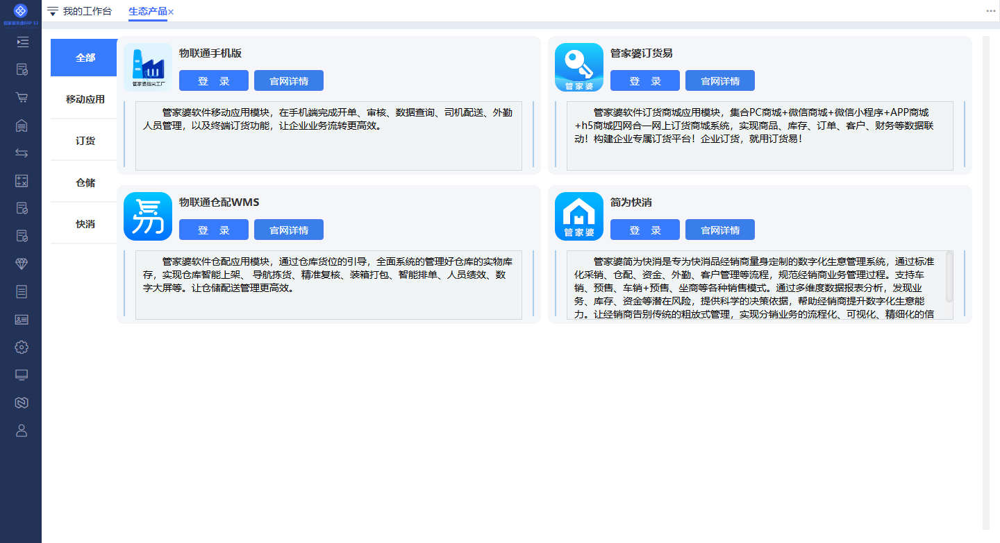 我的工作台
生态产品
全部
移动应用
订货
仓储
快消
管家婆指尖工厂
物联通手机版
登 录
官网详情
管家婆软件移动应用模块，在手机端完成开单、审核、数据查询、司机配送、外勤
人员管理，以及终端订货功能，让企业业务流转更高效。
管家婆
管家婆订货易
登 录
官网详情
管家婆软件订货商城应用模块，集合PC商城+微信商城+微信小程序+APP商城
+h5商城四网合一网上订货商城系统，实现商品、库存、订单、客户、财务等数据联
动！构建企业专属订货平台！企业订货，就用订货易！
易
物联通仓配WMS
登 录
官网详情
管家婆软件仓配应用模块，通过仓库货位的引导，全面系统的管理好仓库的实物库
存，实现仓库智能上架、 导航拣货、精准复核、装箱打包、智能排单、人员绩效、数
字大屏等。让仓储配送管理更高效。
管家婆
简为快消
登 录
官网详情
管家婆简为快消是专为快消品经销商量身定制的数字化生意管理系统，通过标准
化采销、仓配、资金、外勤、客户管理等流程，规范经销商业务管理过程。支持车
销、预售、车销+预售、坐商等各种销售模式。通过多维度数据报表分析，发现业
务、库存、资金等潜在风险，提供科学的决策依据，帮助经销商提升数字化生意能
力。让经销商告别传统的粗放式管理，实现分销业务的流程化、可视化、精细化的信